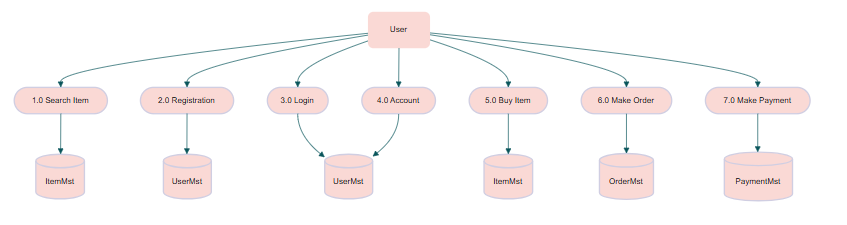 User
1.0 Search Item
2.0 Registration
3.0 Login
4.0 Account
5.0 Buy Item
6.0 Make Order
7.0 Make Payment
ItemMst
UserMst
UserMst
ItemMst
OrderMst
PaymentMst